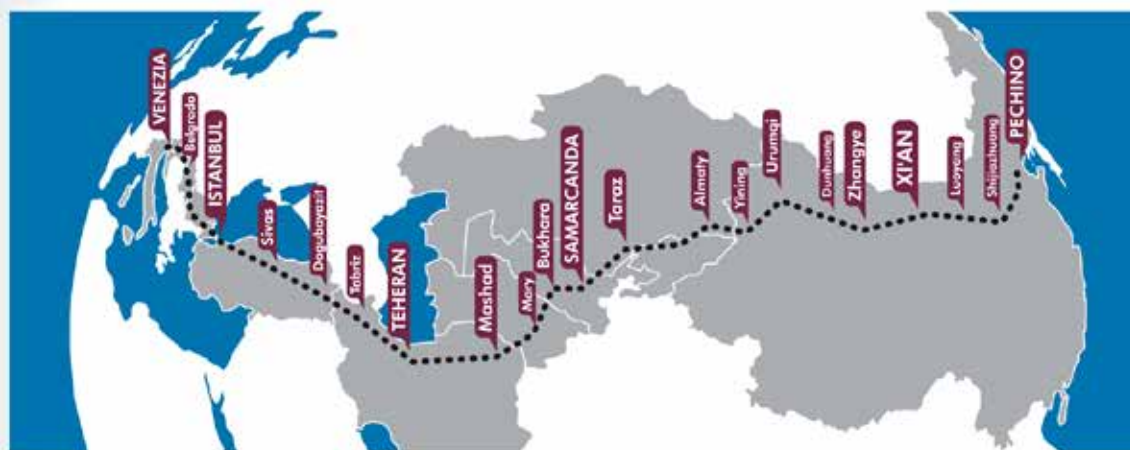 VENEZIA
Belgrado
ISTANBUL
Sivas
Dogubayazit
Tabriz
TEHERAN
Mashad
Mary
Bukhara
SAMARCANDA
Taraz
Almaty
Yining
Urumqi
Dunhuang
Zhangye
XI'AN
Luoyang
Shijiazhuang
PECHINO